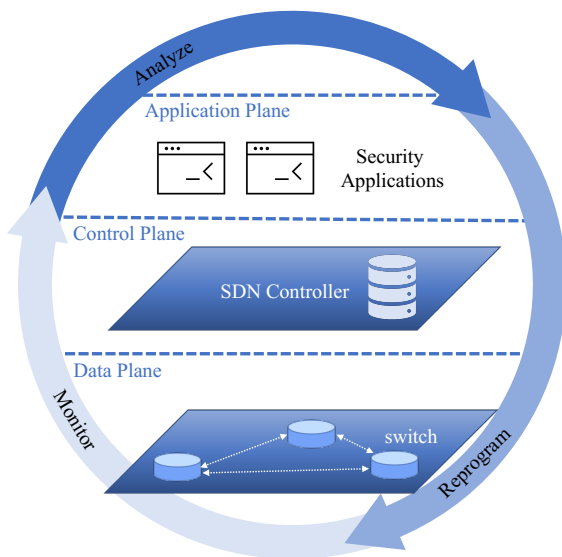 Analyze
Application Plane
Security
Applications
Control Plane
SDN Controller
Data Plane
switch
Monitor
Reprogram